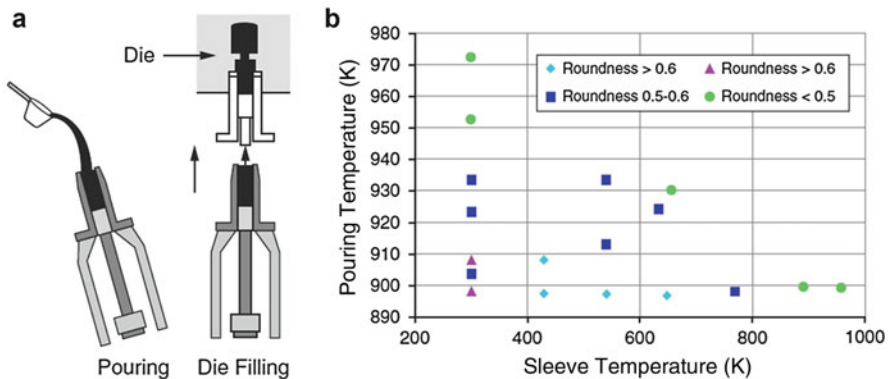 a
Die
Pouring
Die Filling
b
Pouring Temperature (K)
980
970
960
950
940
930
920
910
900
890
Roundness > 0.6
Roundness > 0.6
Roundness 0.5-0.6
Roundness < 0.5
200
400
600
800
1000
Sleeve Temperature (K)